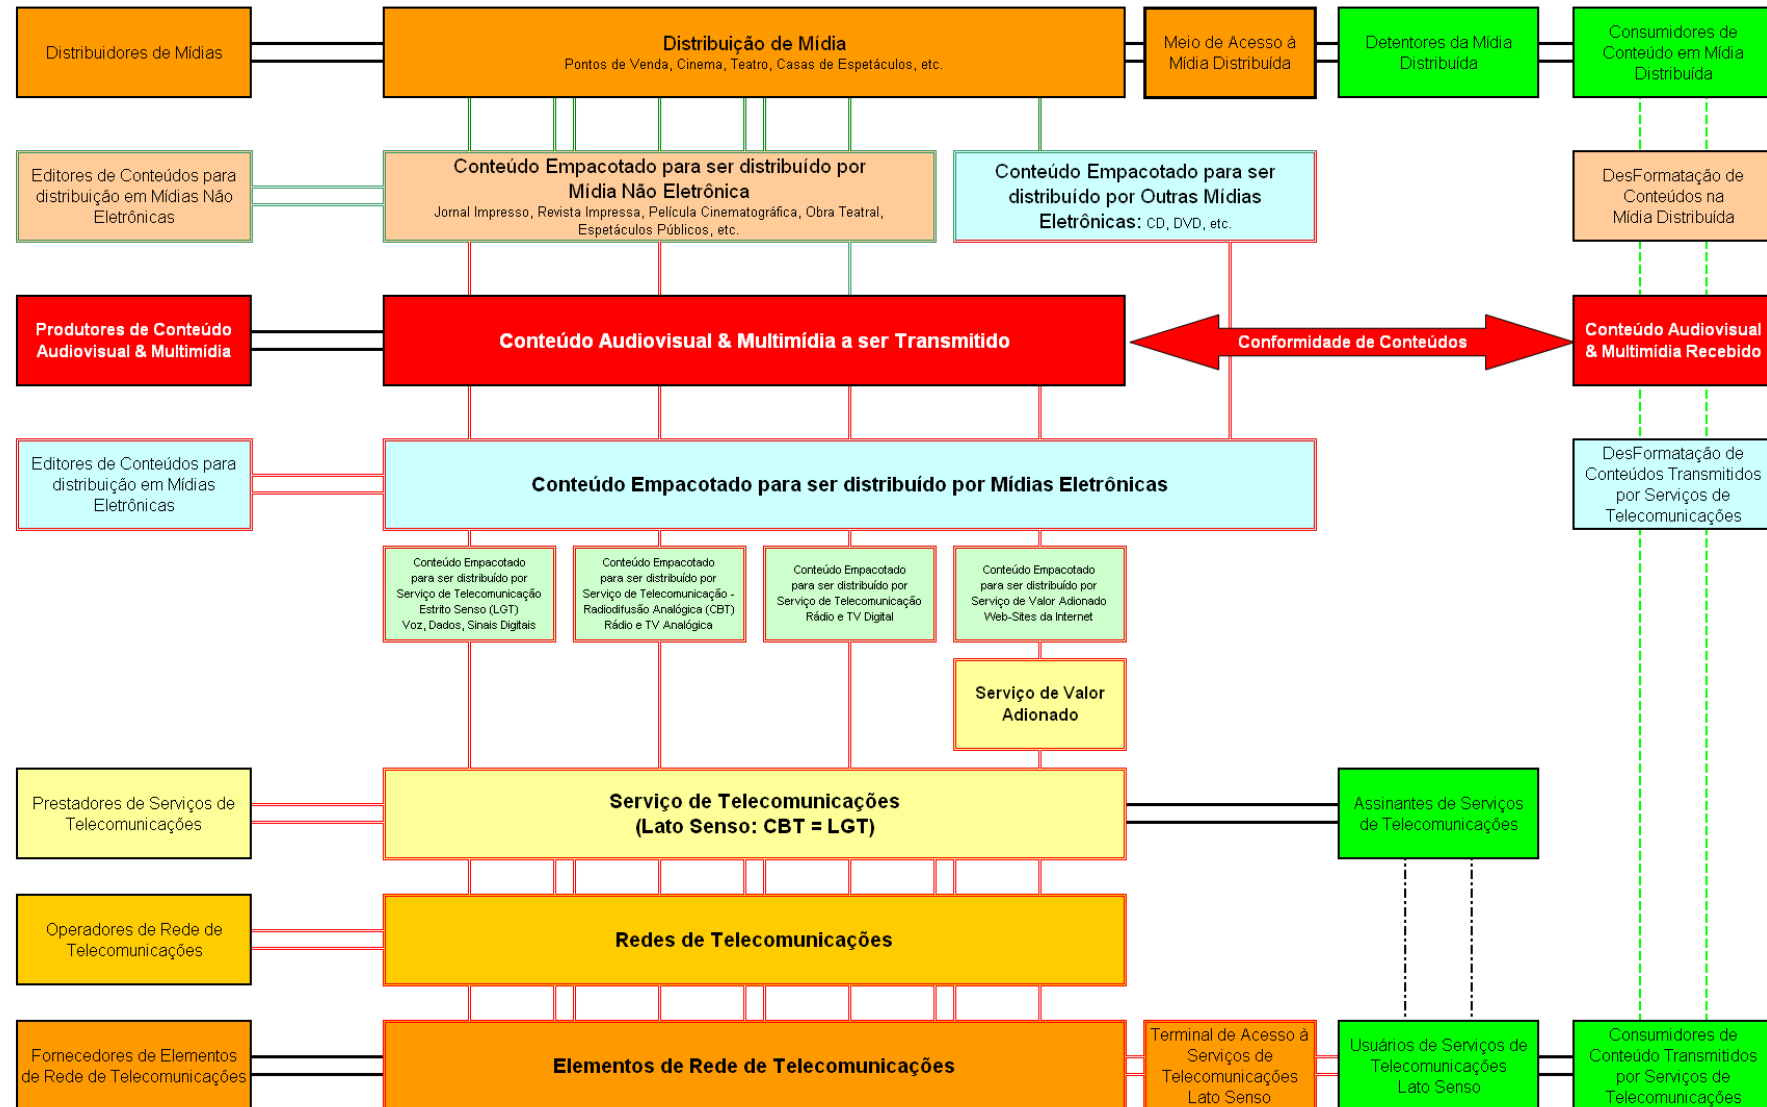 Distribuidores de Mídias
Distribuição de Mídia
Pontos de Venda, Cinema, Teatro, Casas de Espetáculos, etc.
Meio de Acesso à
Mídia Distribuída
Detentores da Mídia
Distribuída
Consumidores de
Conteúdo em Mídia
Distribuída
Editores de Conteúdos para
distribuição em Mídias Não
Eletrônicas
Conteúdo Empacotado para ser distribuído por
Mídia Não Eletrônica
Jornal Impresso, Revista Impressa, Película Cinematográfica, Obra Teatral,
Espetáculos Públicos, etc.
Conteúdo Empacotado para ser
distribuído por Outras Mídias
Eletrônicas: CD, DVD, etc.
DesFormatação de
Conteúdos na
Mídia Distribuída
Produtores de Conteúdo
Audiovisual & Multimídia
Conteúdo Audiovisual & Multimídia a ser Transmitido
Conformidade de Conteúdos
Conteúdo Audiovisual
& Multimídia Recebido
Editores de Conteúdos para
distribuição em Mídias
Eletrônicas
Conteúdo Empacotado para ser distribuído por Mídias Eletrônicas
DesFormatação de
Conteúdos Transmitidos
por Serviços de
Telecomunicações
Conteúdo Empacotado
para ser distribuído por
Serviço de Telecomunicação
Estrito Senso (LGT)
Voz, Dados, Sinais Digitais
Conteúdo Empacotado
para ser distribuído por
Serviço de Telecomunicação -
Radiodifusão Analógica (CBT)
Rádio e TV Analógica
Conteúdo Empacotado
para ser distribuído por
Serviço de Telecomunicação
Rádio e TV Digital
Conteúdo Empacotado
para ser distribuído por
Serviço de Valor Adionado
Web-Sites da Internet
Serviço de Valor
Adionado
Prestadores de Serviços de
Telecomunicações
Serviço de Telecomunicações
(Lato Senso: CBT = LGT)
Assinantes de Serviços
de Telecomunicações
Operadores de Rede de
Telecomunicações
Redes de Telecomunicações
Fornecedores de Elementos
de Rede de Telecomunicações
Elementos de Rede de Telecomunicações
Terminal de Acesso à
Serviços de
Telecomunicações
Lato Senso
Usuários de Serviços de
Telecomunicações
Lato Senso
Consumidores de
Conteúdo Transmitidos
por Serviços de
Telecomunicações